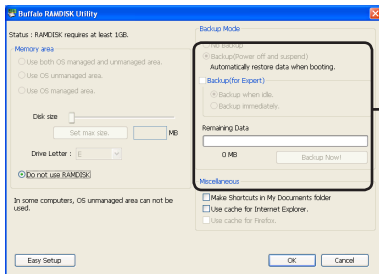 Buffalo RAMDISK Utility
Status : RAMDISK requires at least 1GB.
Memory area
Use both OS managed and unmanaged area.
Use OS unmanaged area.
Use OS managed area.
Disk size
Set max size.
MB
Drive Letter : E
Do not use RAMDISK
In some computers, OS unmanaged area can not be
used.
Easy Setup
Backup Mode
No Backup
Backup(Power off and suspend)
Automatically restore data when booting.
Backup(for Expert)
Backup when idle.
Backup immediately.
Remaining Data
0 MB
Backup Now!
Miscellaneous
Make Shortcuts in My Documents folder
Use cache for Internet Explorer.
Use cache for Firefox.
OK
Cancel